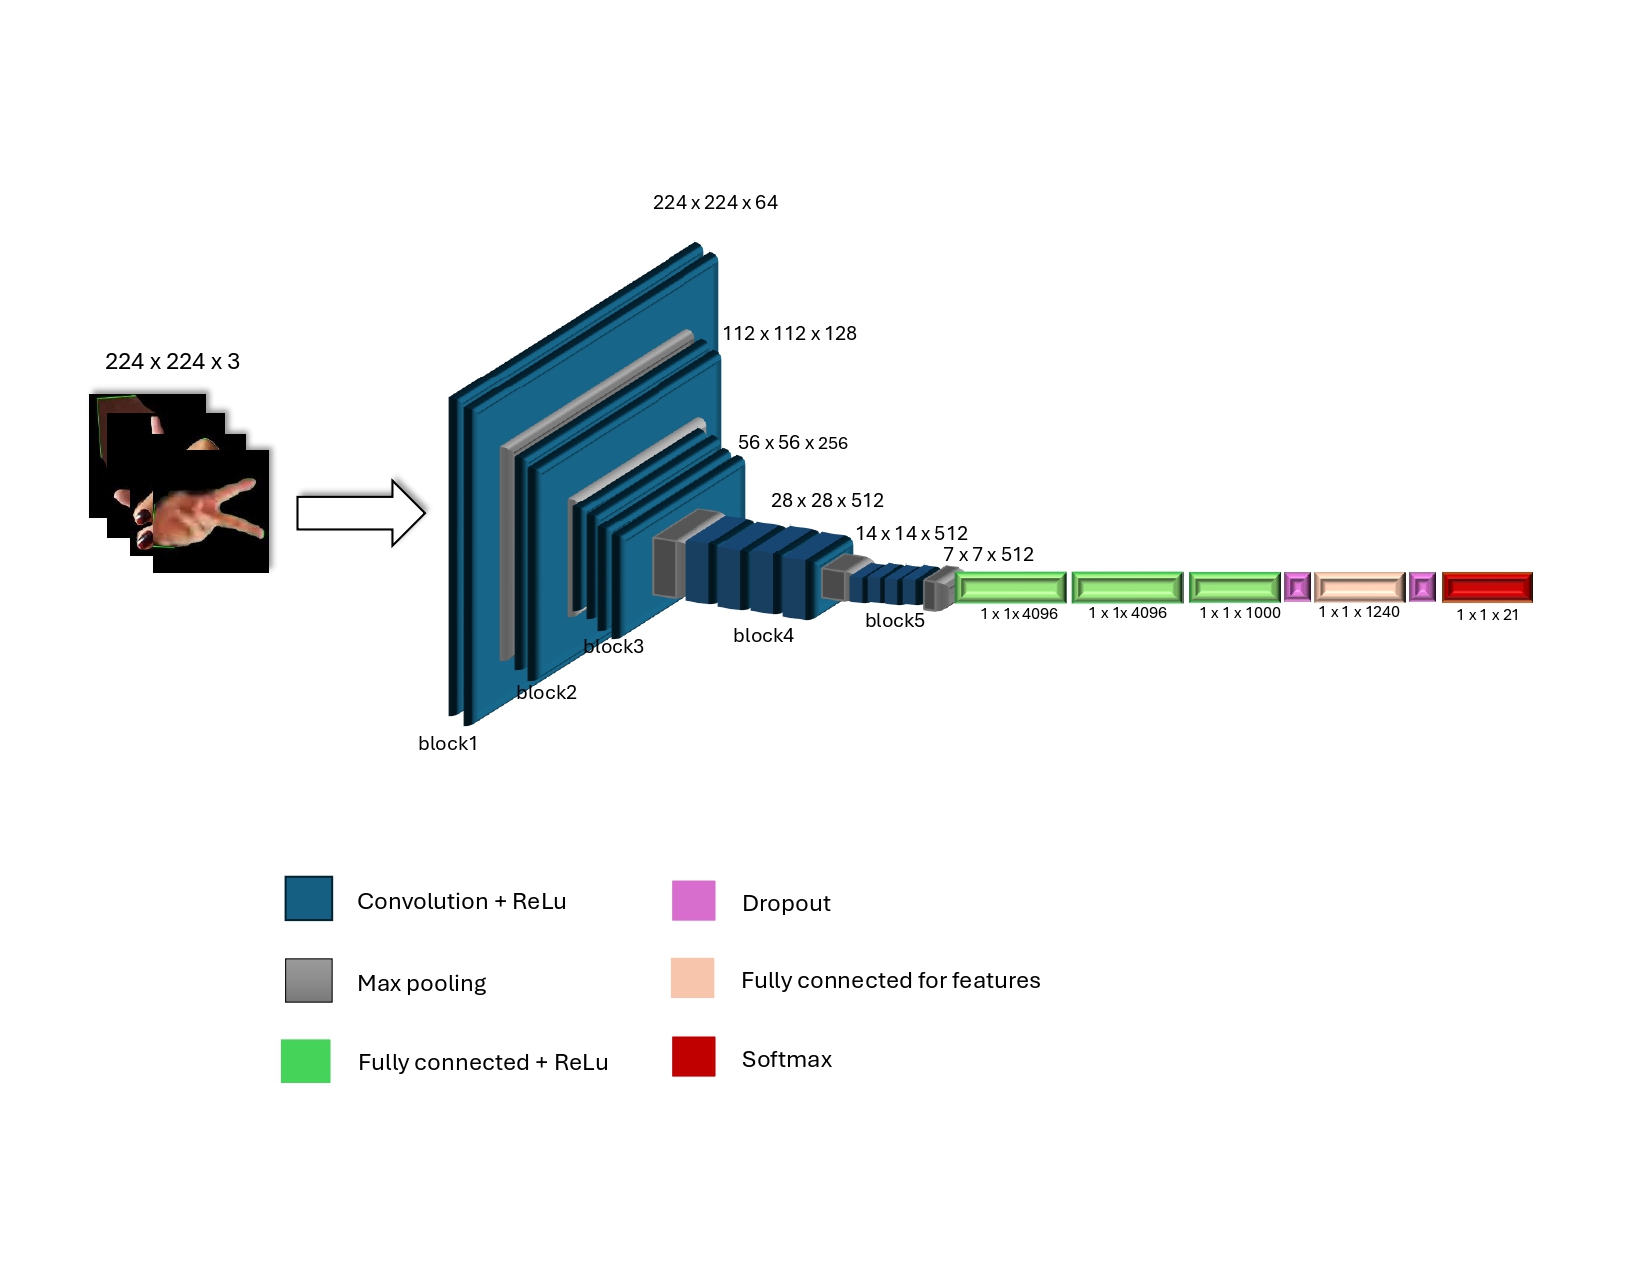 224 x 224 x 64
112 x 112 x 128
224 x 224 x 3
56 x 56 x 256
28 x 28 x 512
14 x 14 x 512
7 x 7 x 512
1 x 1x 4096
1 x 1x 4096
1 x 1 x 1000
1 x 1 x 1240
1 x 1 x 21
block5
block4
block3
block2
block1
Convolution + ReLu
Dropout
Max pooling
Fully connected for features
Fully connected + ReLu
Softmax